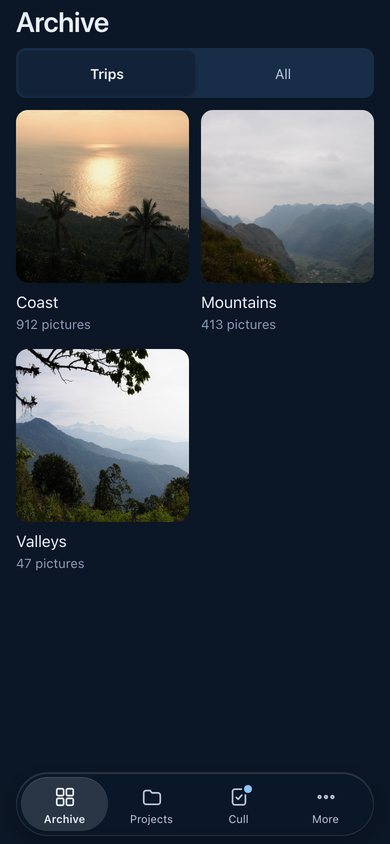 Archive
Trips
All
Coast
912 pictures
Mountains
413 pictures
Valleys
47 pictures
Archive
Projects
Cull
More